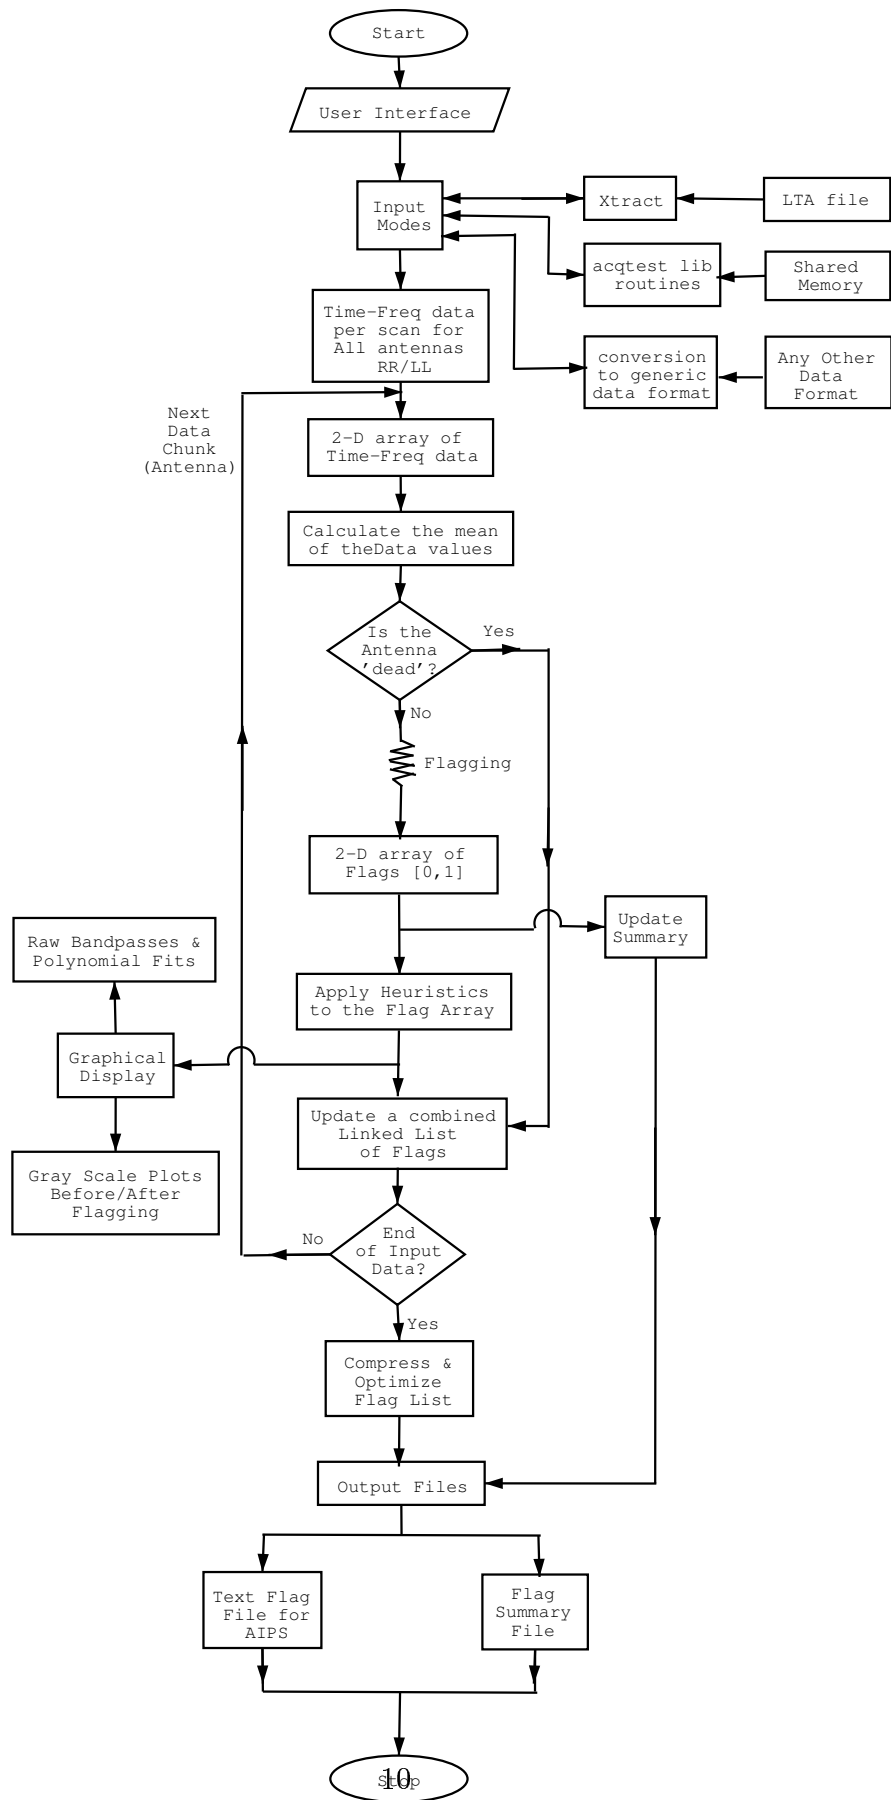 Start
User Interface
Input
Modes
Xtract
LTA file
acqtest lib
routines
Shared
Memory
Time-Freq data
per scan for
All antennas
RR/LL
conversion
to generic
data format
Any Other
Data
Format
Next
Data
Chunk
(Antenna)
2-D array of
Time-Freq data
Calculate the mean
of theData values
Is the
Antenna
'dead'?
Yes
No
Flagging
2-D array of
Flags [0,1]
Update
Summary
Raw Bandpasses &
Polynomial Fits
Apply Heuristics
to the Flag Array
Graphical
Display
Update a combined
Linked List
of Flags
Gray Scale Plots
Before/After
Flagging
End
of Input
Data?
No
Yes
Compress &
Optimize
Flag List
Output Files
Text Flag
File for
AIPS
Flag
Summary
File
Stop
10